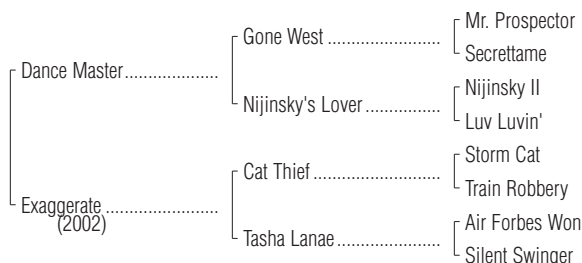 Mr. Prospector
Gone West
Secrettame
Dance Master
Nijinsky II
Nijinsky's Lover
Luv Luvin'
Storm Cat
Cat Thief
Train Robbery
Exaggerate
(2002)
Air Forbes Won
Tasha Lanae
Silent Swinger